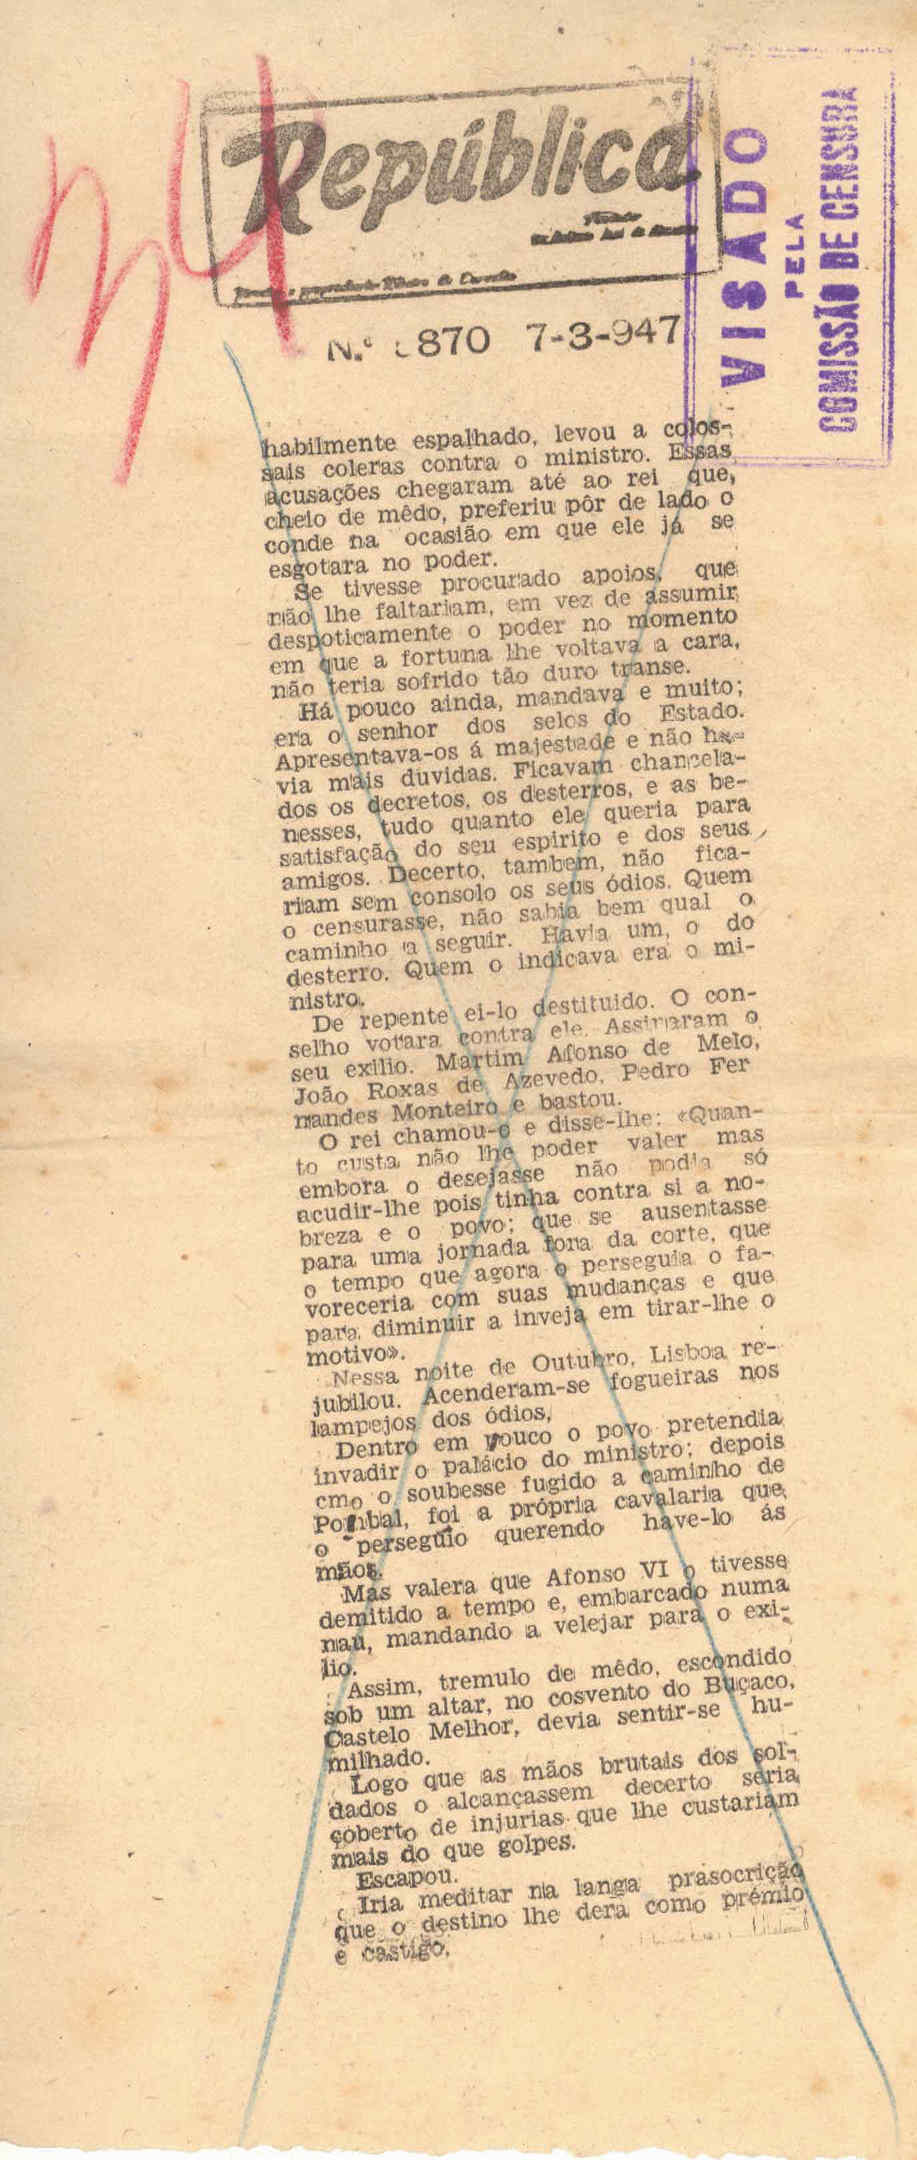 34
República
Director e proprietario Ribeiro de Carvalho
N.º 870 7-3-947
VISADO
PELA
COMISSÃO DE CENSURA
habilmente espalhado, levou a colos-
sais coleras contra o ministro. Essas
acusações chegaram até ao rei que,
cheio de mêdo, preferiu pôr de lado o
conde na ocasião em que ele já se
esgotara no poder.
Se tivesse procurado apoios, que
não lhe faltariam, em vez de assumir
despoticamente o poder no momento
em que a fortuna lhe voltava a cara,
não teria sofrido tão duro transe.
Há pouco ainda, mandava e muito;
era o senhor dos selos do Estado.
Apresentava-os á majestade e não ha-
via mais duvidas. Ficavam chancela-
dos os decretos, os desterros, e as be-
nesses, tudo quanto ele queria para
satisfação do seu espirito e dos seus
amigos. Decerto, tambem, não fica-
riam sem consolo os seus ódios. Quem
o censurasse, não sabia bem qual o
caminho a seguir. Havia um, o do
desterro. Quem o indicava era o mi-
nistro.
De repente ei-lo destituido. O con-
selho votara contra ele. Assinaram o
seu exilio. Martim Afonso de Melo,
João Roxas de Azevedo, Pedro Fer
nandes Monteiro e bastou.
O rei chamou-o e disse-lhe: «Quan-
to custa não lhe poder valer mas
embora o desejasse não podia só
acudir-lhe pois tinha contra si a no-
breza e o povo; que se ausentasse
para uma jornada fora da corte, que
o tempo que agora o perseguia o fa-
voreceria com suas mudanças e que
para diminuir a inveja em tirar-lhe o
motivo».
Nessa noite de Outubro, Lisboa re-
jubilou. Acenderam-se fogueiras nos
lampejos dos ódios,
Dentro em pouco o povo pretendia
invadir o palácio do ministro; depois
cmo o soubesse fugido a caminho de
Pombal, foi a própria cavalaria que
o perseguio querendo have-lo ás
mãos.
Mas valera que Afonso VI o tivesse
demitido a tempo e, embarcado numa
nau, mandando a velejar para o exi-
lio.
Assim, tremulo de mêdo, escondido
sob um altar, no cosvento do Buçaco,
Castelo Melhor, devia sentir-se hu-
milhado.
Logo que as mãos brutais dos sol-
dados o alcançassem decerto seria
coberto de injurias que lhe custariam
mais do que golpes.
Escapou.
Iria meditar na langa prasocrição
que o destino lhe dera como prémio
e castigo.